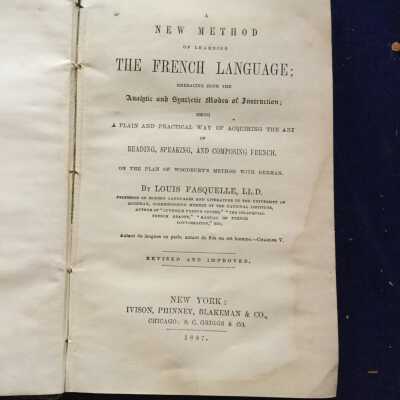 A
NEW METHOD
OF LEARNING
THE FRENCH LANGUAGE;
EMBRACING BOTH THE
Analytic and Synthetic Modes of Instruction;
BEING
A PLAIN AND PRACTICAL WAY OF ACQUIRING THE ART
OF
READING, SPEAKING, AND COMPOSING FRENCH.
ON THE PLAN OF WOODBURY'S METHOD WITH GERMAN.
BY LOUIS FASQUELLE, LL.D.
PROFESSOR OF MODERN LANGUAGES AND LITERATURE IN THE UNIVERSITY OF
MICHIGAN, CORRESPONDING MEMBER OF THE NATIONAL INSTITUTE,
AUTHOR OF "FRENCH COURSE," "THE COLLOQUIAL
FRENCH READER," "MANUAL OF FRENCH
CONVERSATION," ETC.
Autant de langues on parle, autant de fois on est homme.—CHARLES V.
REVISED AND IMPROVED.
NEW YORK:
IVISON, PHINNEY, BLAKEMAN & CO.,
CHICAGO: S. C. GRIGGS & CO.
1867.